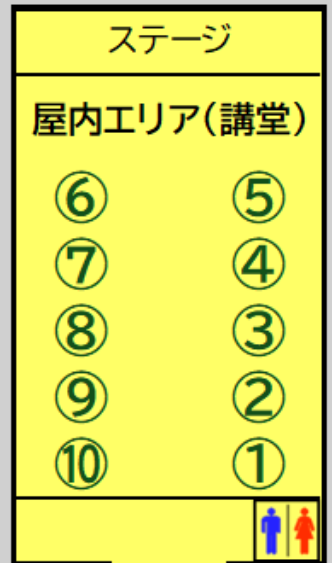 ステージ
屋内エリア(講堂)
⑥ ⑤
⑦ ④
⑧ ③
⑨ ②
⑩ ①